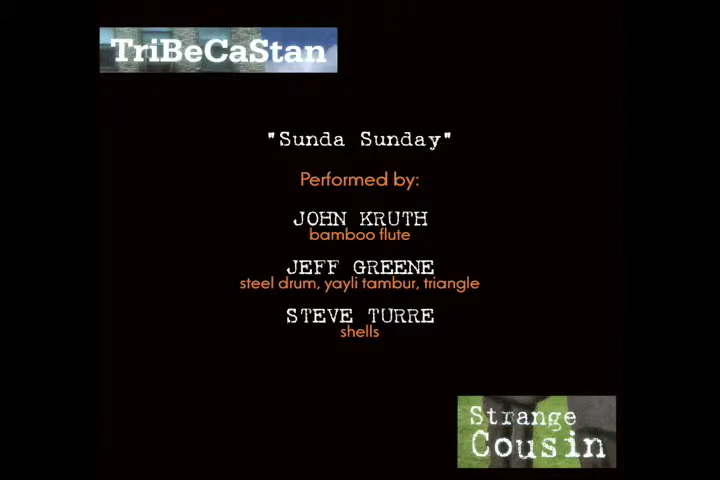 TriBeCaStan
"Sunda Sunday"
Performed by:
JOHN KRUTH
bamboo flute
JEFF GREENE
steel drum, yayli tambur, triangle
STEVE TURRE
shells
Strange
Cousin